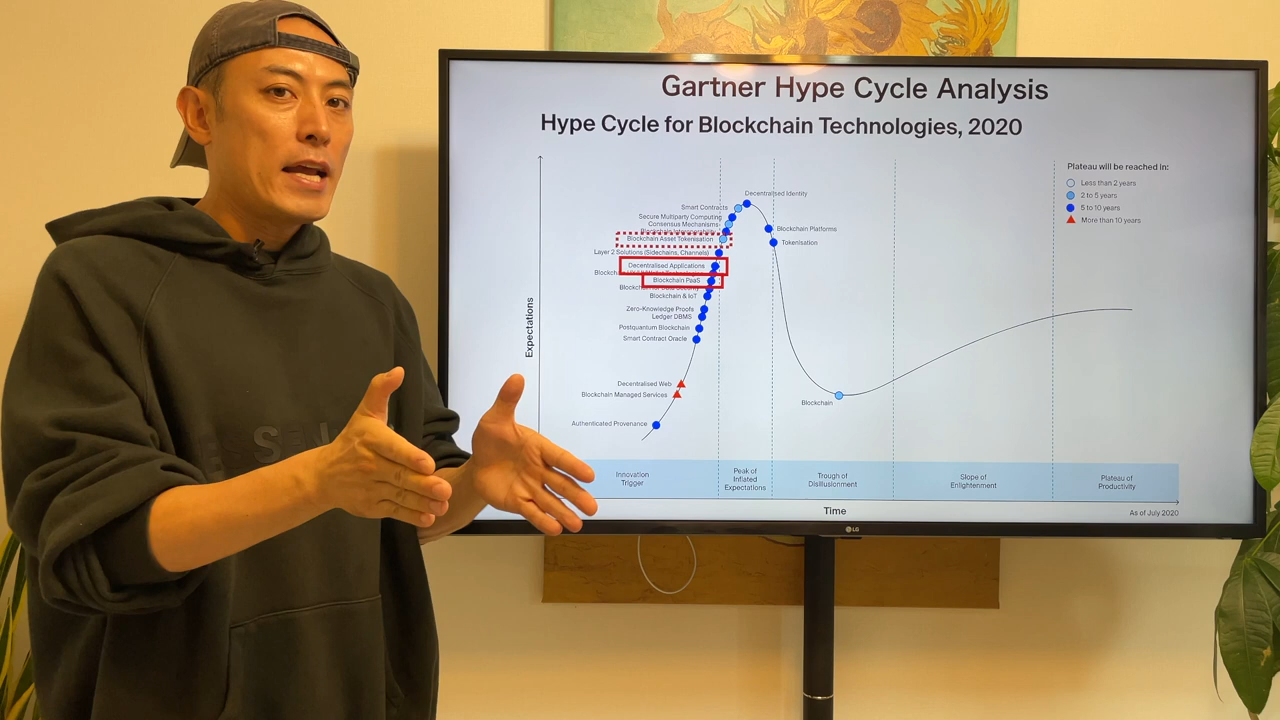 Gartner Hype Cycle Analysis
Hype Cycle for Blockchain Technologies, 2020
Plateau will be reached in:
Less than 2 years
2 to 5 years
5 to 10 years
More than 10 years
Expectations
Decentralised Identity
Smart Contracts
Secure Multiparty Computing
Consensus Mechanisms
Blockchain Interoperability
Blockchain Platforms
Blockchain Asset Tokenisation
Tokenisation
Layer 2 Solutions (Sidechains, Channels)
Decentralised Applications
Blockchain PaaS
Blockchain & IoT
Zero-Knowledge Proofs
Ledger DBMS
Postquantum Blockchain
Smart Contract Oracle
Decentralised Web
Blockchain Managed Services
Blockchain
Authenticated Provenance
Innovation
Trigger
Peak of
Inflated
Expectations
Trough of
Disillusionment
Slope of
Enlightenment
Plateau of
Productivity
Time
As of July 2020
LG